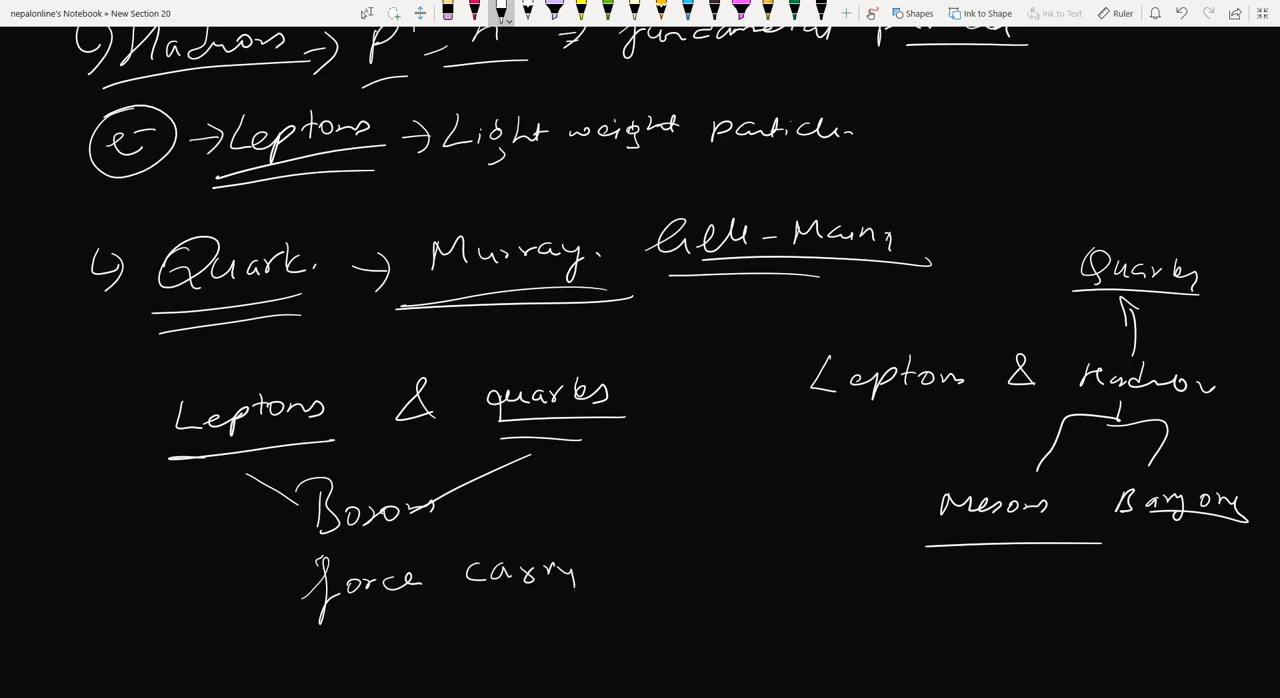 nepalonline's Notebook » New Section 20
Shapes Ink to Shape Ink to Text Ruler
Hadrons → p+ - n =
e- → Leptons → Light weight particle
↳ Quark. → Murray. Gell-Mann
Quarks
Leptons & Hadron
Leptons & quarks
Mesons Baryons
Bosons
force carry